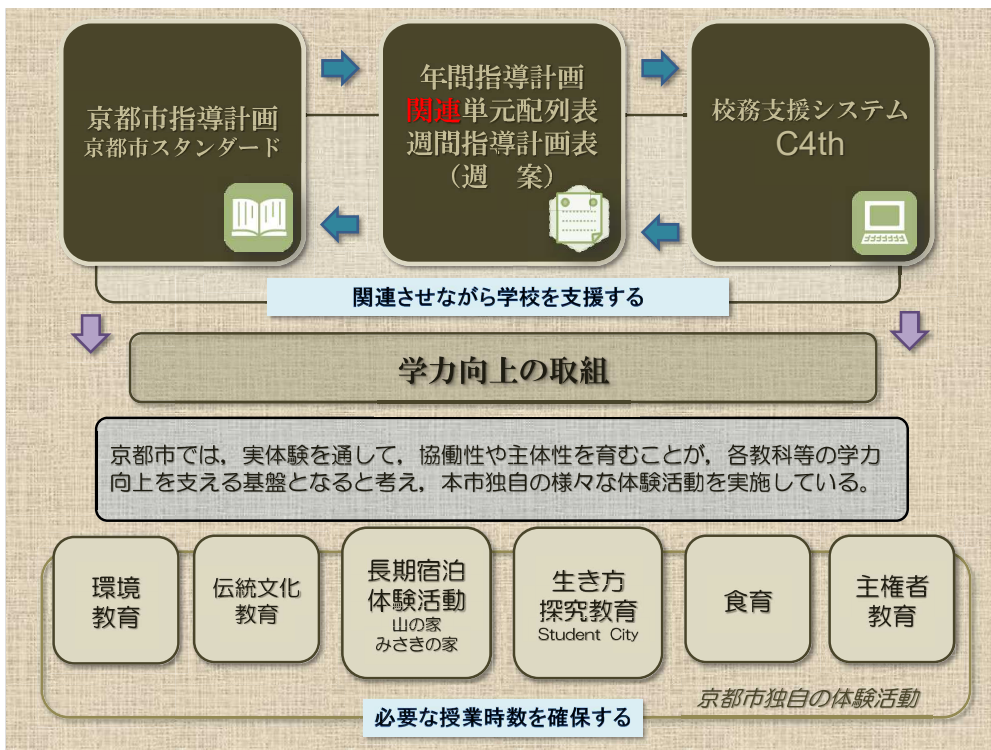 京都市指導計画
京都市スタンダード
年間指導計画
関連単元配列表
週間指導計画表
（週　案）
校務支援システム
C4th
関連させながら学校を支援する
学力向上の取組
京都市では，実体験を通して，協働性や主体性を育むことが，各教科等の学力
向上を支える基盤となると考え，本市独自の様々な体験活動を実施している。
環境
教育
伝統文化
教育
長期宿泊
体験活動
山の家
みさきの家
生き方
探究教育
Student City
食育
主権者
教育
京都市独自の体験活動
必要な授業時数を確保する